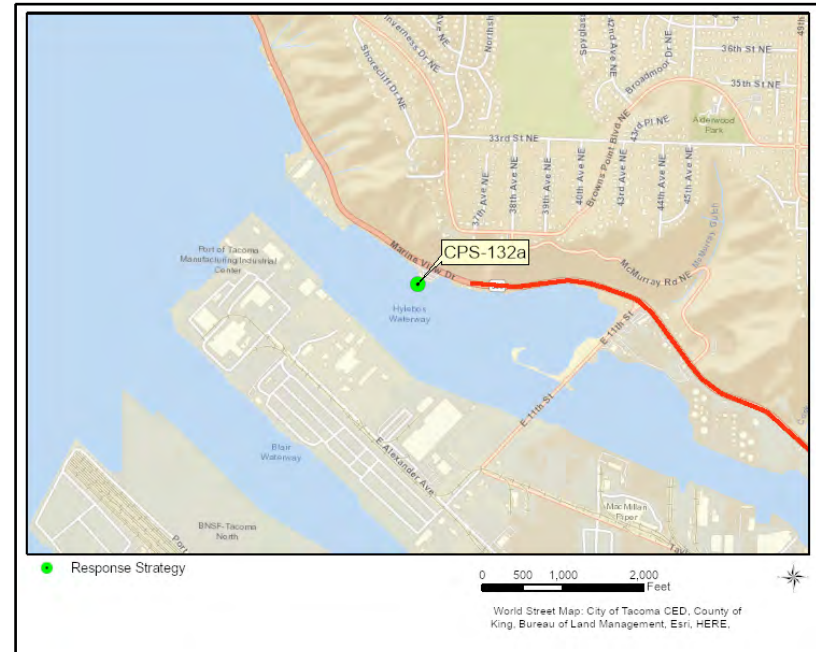 Inverness Dr NE
Shorecliff Dr NE
Northsh
Spyglass
42nd Ave NE
Broadmoor Dr NE
36th St NE
35th St NE
49th
Alderwood
Park
33rd St NE
43rd Pl NE
Browns Point Blvd NE
37th Ave NE
38th Ave NE
39th Ave NE
40th Ave NE
43rd Ave NE
44th Ave NE
45th Ave NE
McMurray Gulch
McMurray Rd NE
Marine View Dr
CPS-132a
Port of Tacoma
Manufacturing Industrial
Center
Hylebos
Waterway
E 11th St
E 11th St
Blair
Waterway
E Alexander Ave
MacMillan
Piper
BNSF-Tacoma
North
Port
Tayl
Response Strategy
0 500 1,000 2,000
Feet
World Street Map: City of Tacoma CED, County of
King, Bureau of Land Management, Esri, HERE,